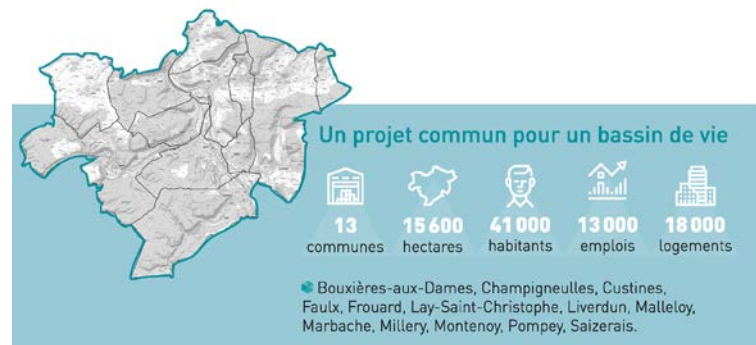 Un projet commun pour un bassin de vie
13 15 600 41 000 13 000 18 000
communes hectares habitants emplois logements
Bouxières-aux-Dames, Champigneulles, Custines,
Faulx, Frouard, Lay-Saint-Christophe, Liverdun, Malleloy,
Marbache, Millery, Montenoy, Pompey, Saizerais.